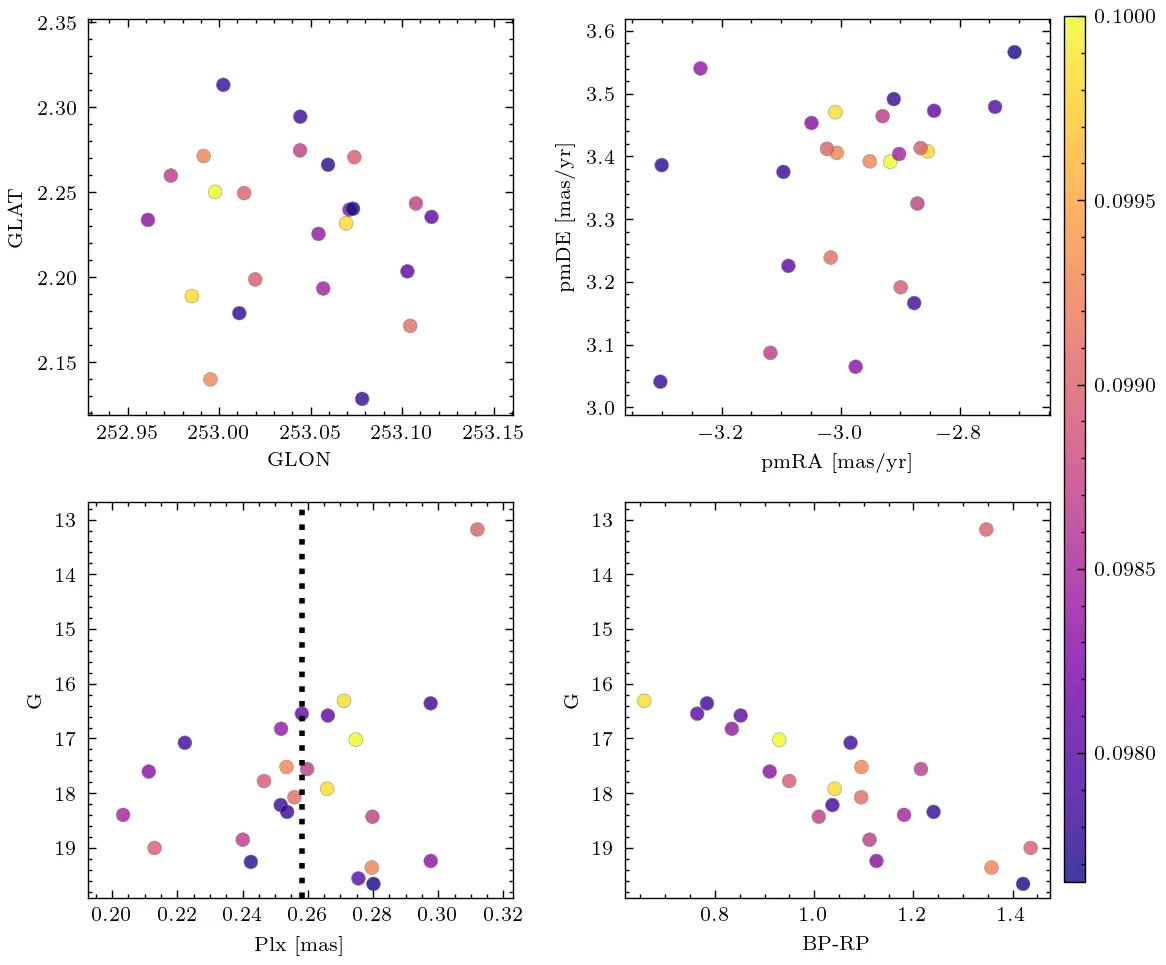 2.35
2.30
2.25
2.20
2.15
GLAT
252.95 253.00 253.05 253.10 253.15
GLON
3.6
3.5
3.4
3.3
3.2
3.1
3.0
pmDE [mas/yr]
−3.2 −3.0 −2.8
pmRA [mas/yr]
0.1000
0.0995
0.0990
0.0985
0.0980
13
14
15
16
17
18
19
G
0.20 0.22 0.24 0.26 0.28 0.30 0.32
Plx [mas]
13
14
15
16
17
18
19
G
0.8 1.0 1.2 1.4
BP-RP